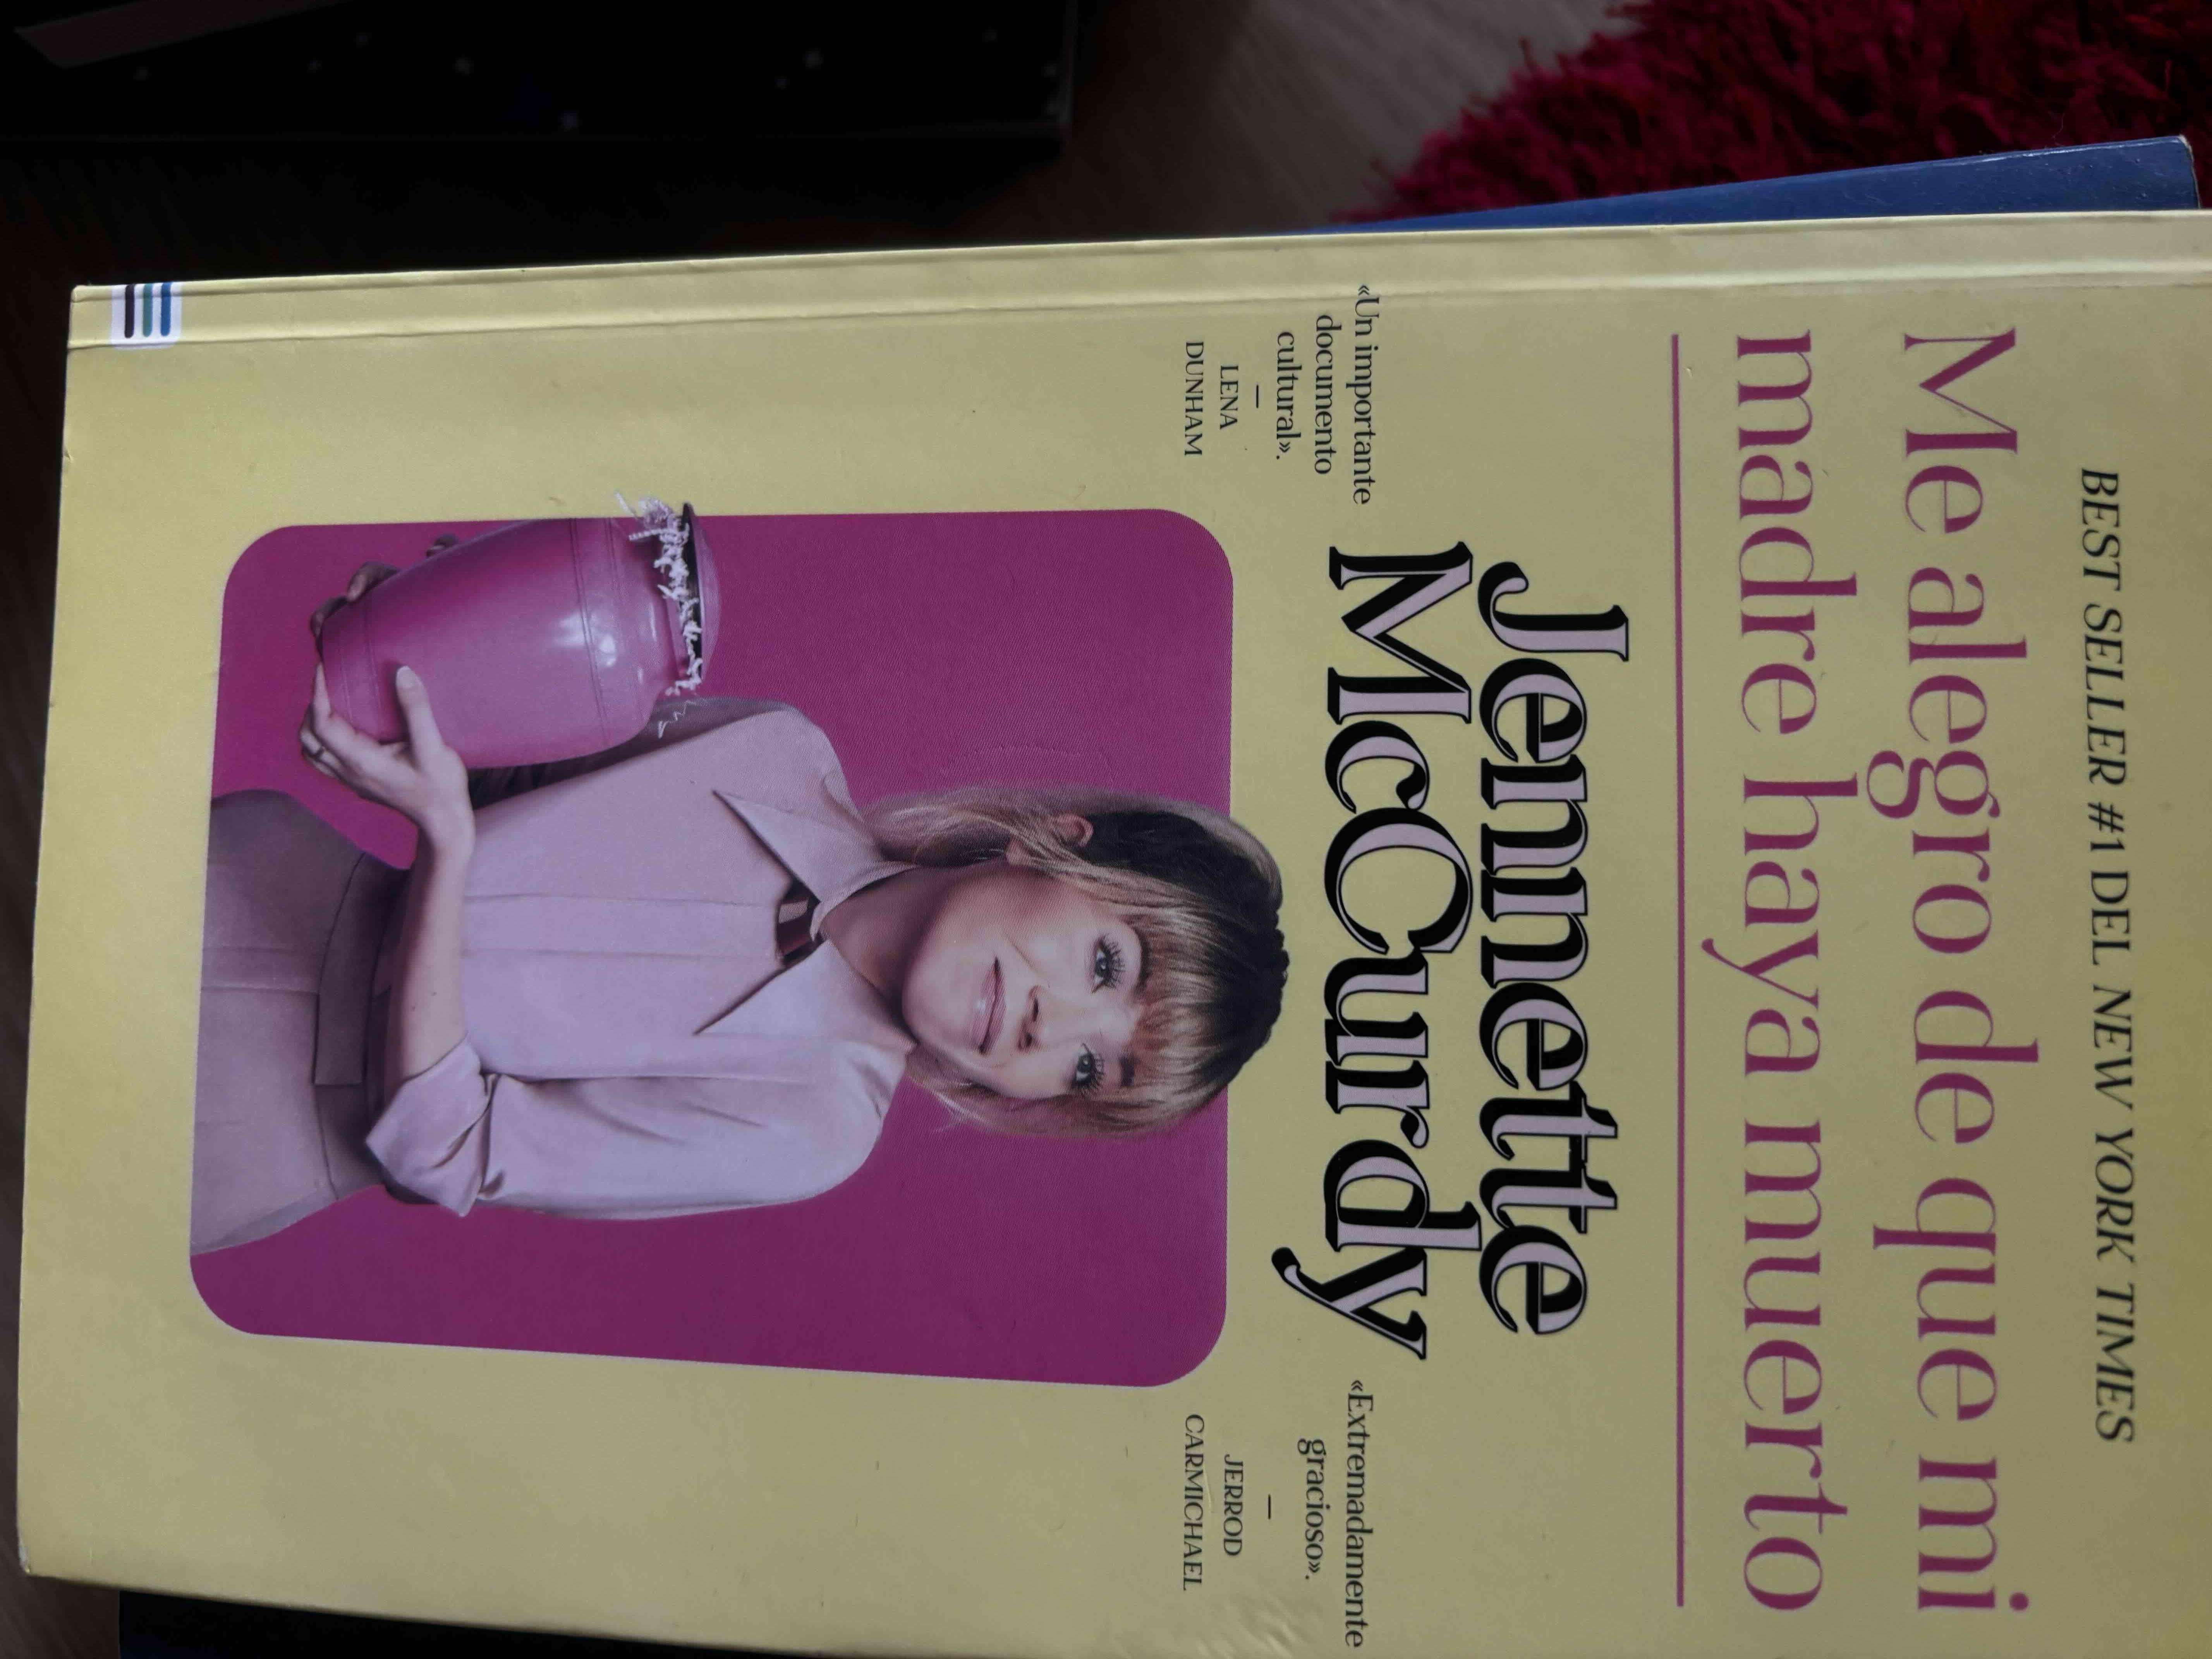 BEST SELLER #1 DEL NEW YORK TIMES
Me alegro de que mi
madre haya muerto
Jennette
McCurdy
«Un importante
documento
cultural».
—
LENA
DUNHAM
«Extremadamente
gracioso».
—
JERROD
CARMICHAEL